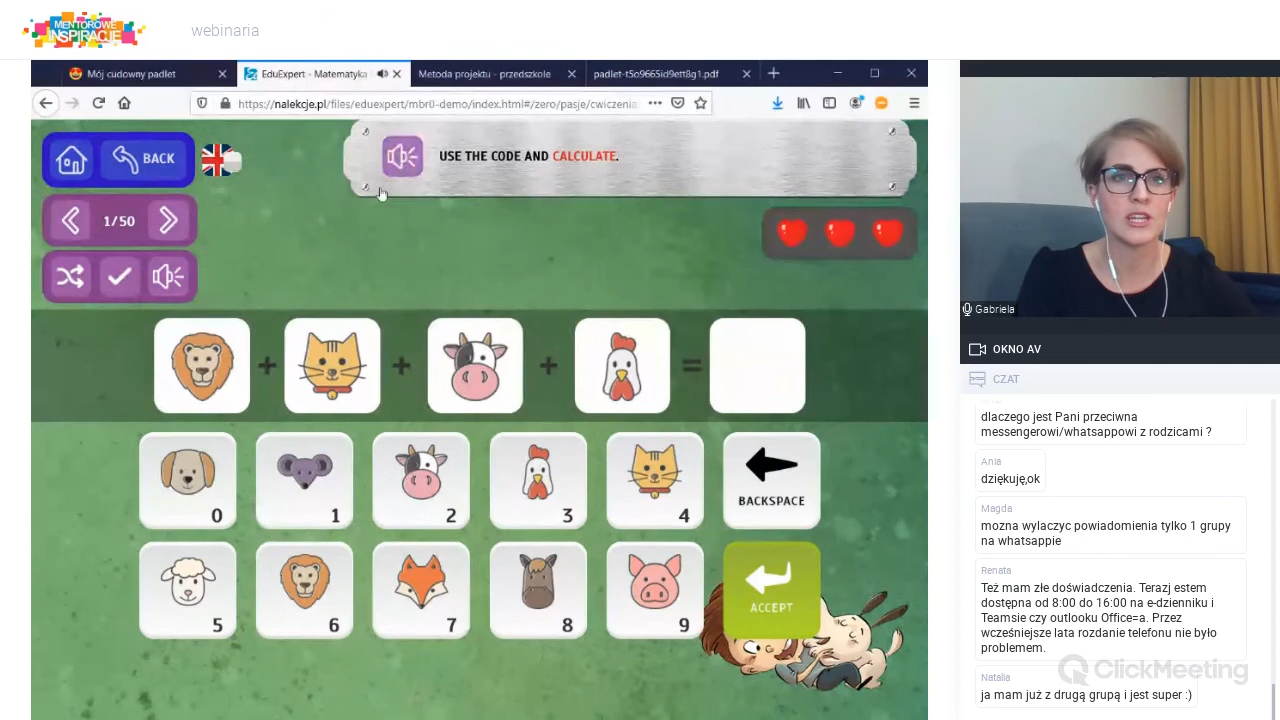 MENTOROWE
INSPIRACJE
webinaria
Mój cudowny padlet
EduExpert - Matematyka
Metoda projektu - przedszkole
padlet-t5o9665id9ett8g1.pdf
https://nalekcje.pl/files/eduexpert/mbr0-demo/index.html#/zero/pasje/cwiczenia
BACK
USE THE CODE AND CALCULATE.
1/50
+ + + =
0 1 2 3 4
BACKSPACE
5 6 7 8 9
ACCEPT
Gabriela
OKNO AV
CZAT
dlaczego jest Pani przeciwna
messengerowi/whatsappowi z rodzicami ?
Ania
dziękuję,ok
Magda
mozna wylaczyc powiadomienia tylko 1 grupy
na whatsappie
Renata
Też mam złe doświadczenia. Terazj estem
dostępna od 8:00 do 16:00 na e-dzienniku i
Teamsie czy outlooku Office=a. Przez
wcześniejsze lata rozdanie telefonu nie było
problemem.
ClickMeeting
Natalia
ja mam już z drugą grupą i jest super :)